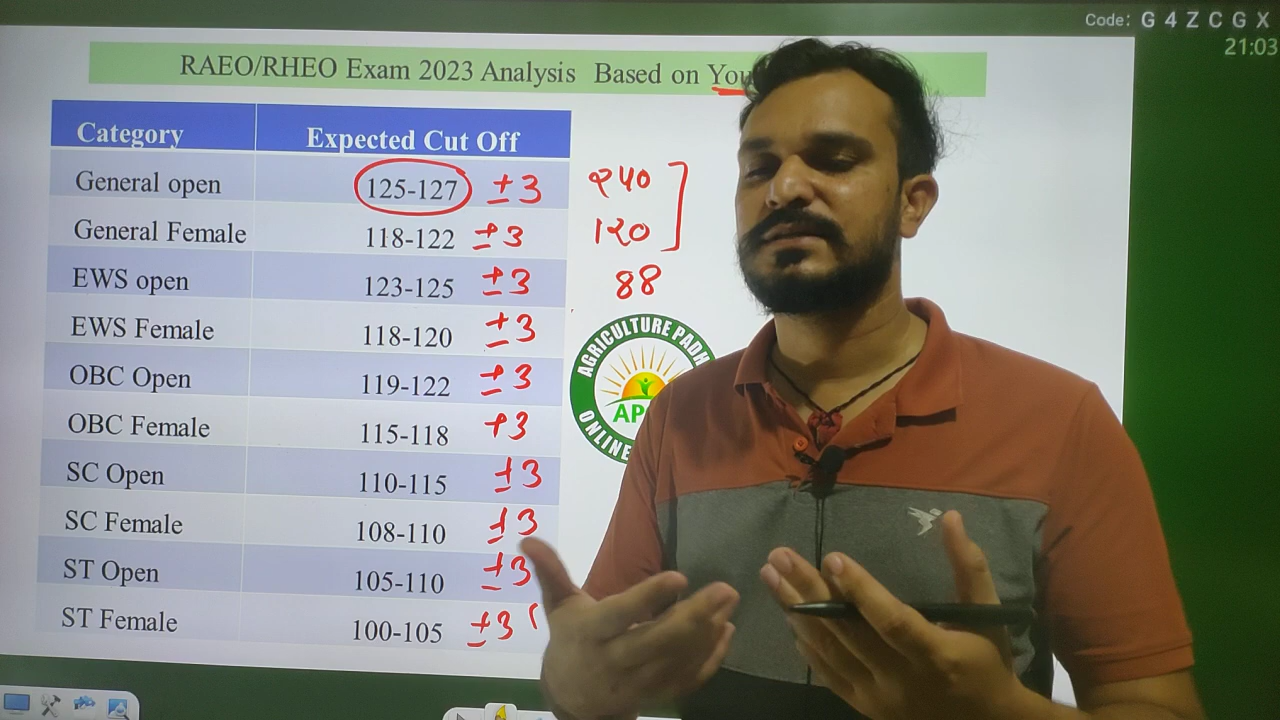 Code: G4ZCGX
21:03
RAEO/RHEO Exam 2023 Analysis Based on You
Category Expected Cut Off
General open 125-127 ±3 २५०
General Female 118-122 ±3 120
EWS open 123-125 ±3 88
EWS Female 118-120 ±3
OBC Open 119-122 ±3
OBC Female 115-118 +3
SC Open 110-115 ±3
SC Female 108-110 ±3
ST Open 105-110 ±3
ST Female 100-105 ±3
AGRICULTURE PADH
AP
ONLINE